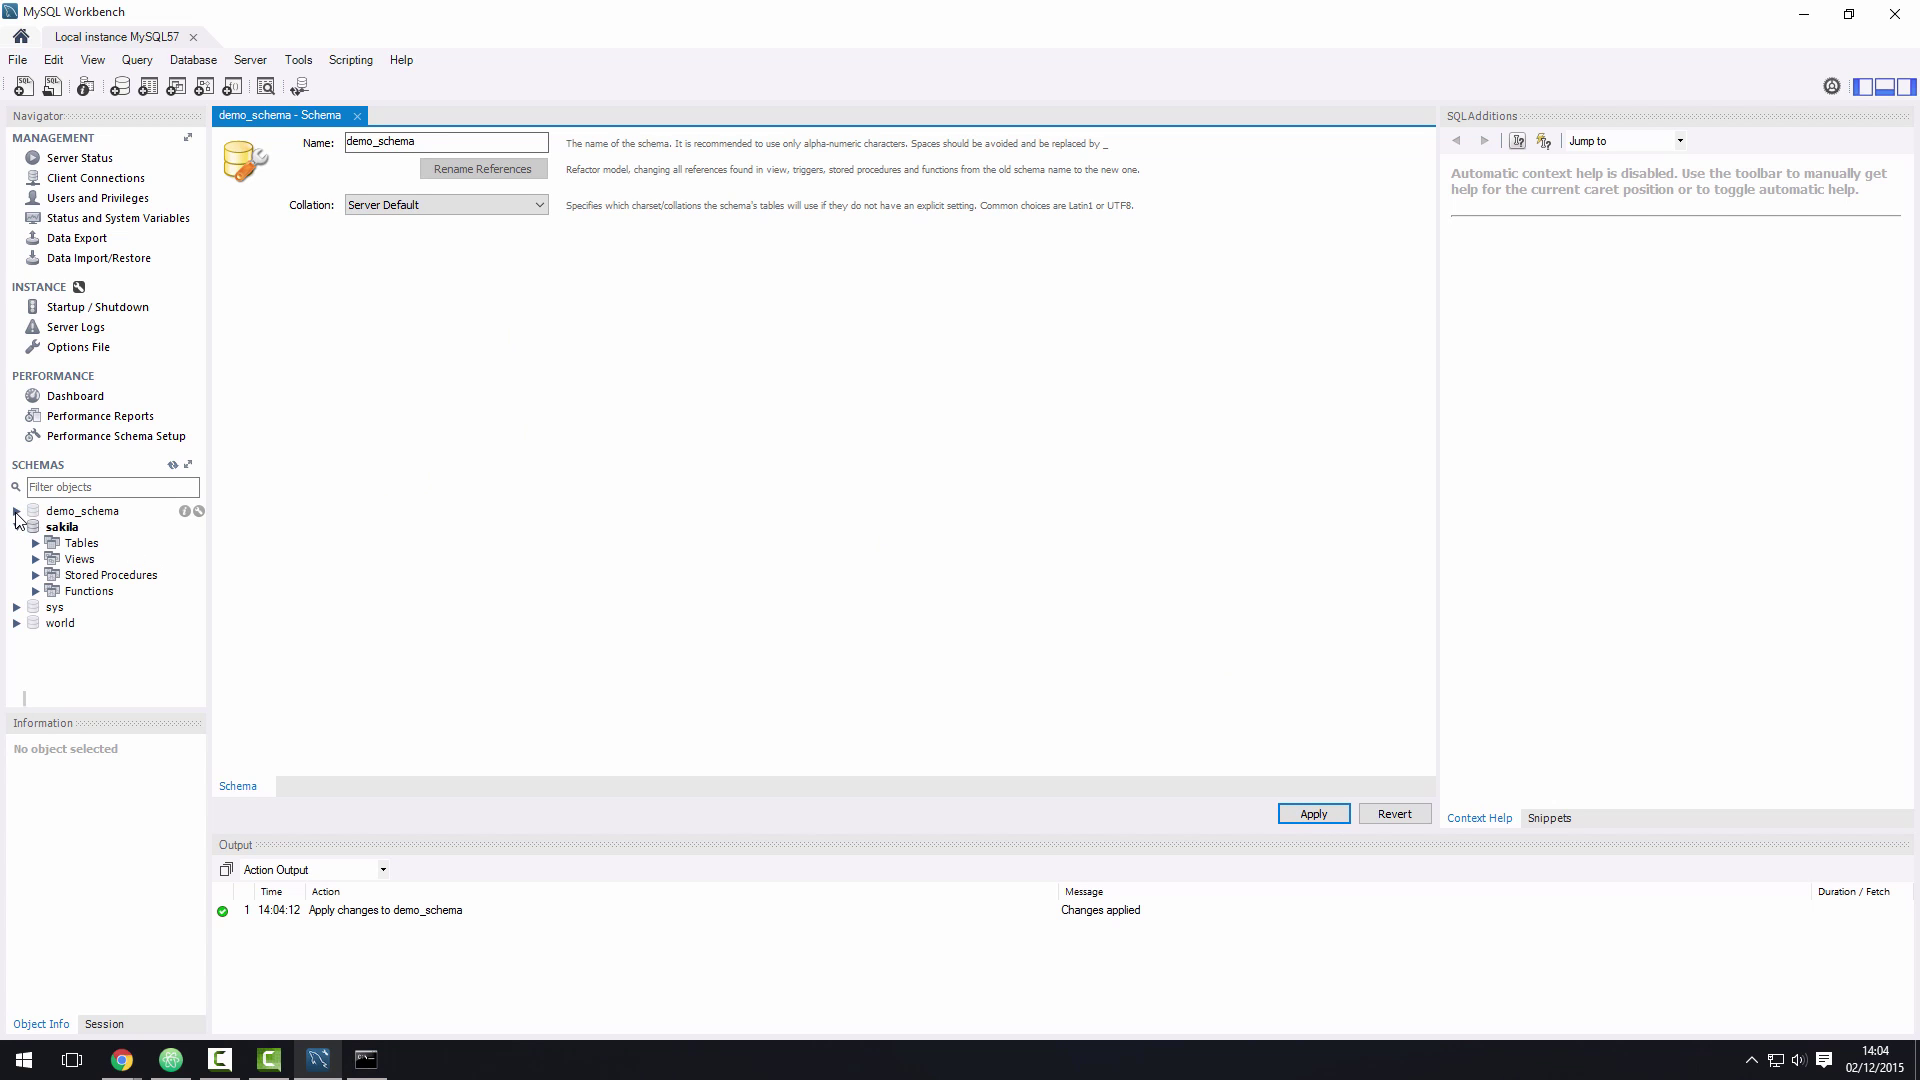 MySQL Workbench
Local instance MySQL57
File Edit View Query Database Server Tools Scripting Help
Navigator
MANAGEMENT
Server Status
Client Connections
Users and Privileges
Status and System Variables
Data Export
Data Import/Restore
INSTANCE
Startup / Shutdown
Server Logs
Options File
PERFORMANCE
Dashboard
Performance Reports
Performance Schema Setup
SCHEMAS
Filter objects
demo_schema
sakila
Tables
Views
Stored Procedures
Functions
sys
world
Information
No object selected
Object Info Session
demo_schema - Schema
Name: demo_schema The name of the schema. It is recommended to use only alpha-numeric characters. Spaces should be avoided and be replaced by _
Rename References Refactor model, changing all references found in view, triggers, stored procedures and functions from the old schema name to the new one.
Collation: Server Default Specifies which charset/collations the schema's tables will use if they do not have an explicit setting. Common choices are Latin1 or UTF8.
Schema
Apply Revert
Output
Action Output
Time Action Message Duration / Fetch
1 14:04:12 Apply changes to demo_schema Changes applied
SQLAdditions
Jump to
Automatic context help is disabled. Use the toolbar to manually get
help for the current caret position or to toggle automatic help.
Context Help Snippets
14:04
02/12/2015